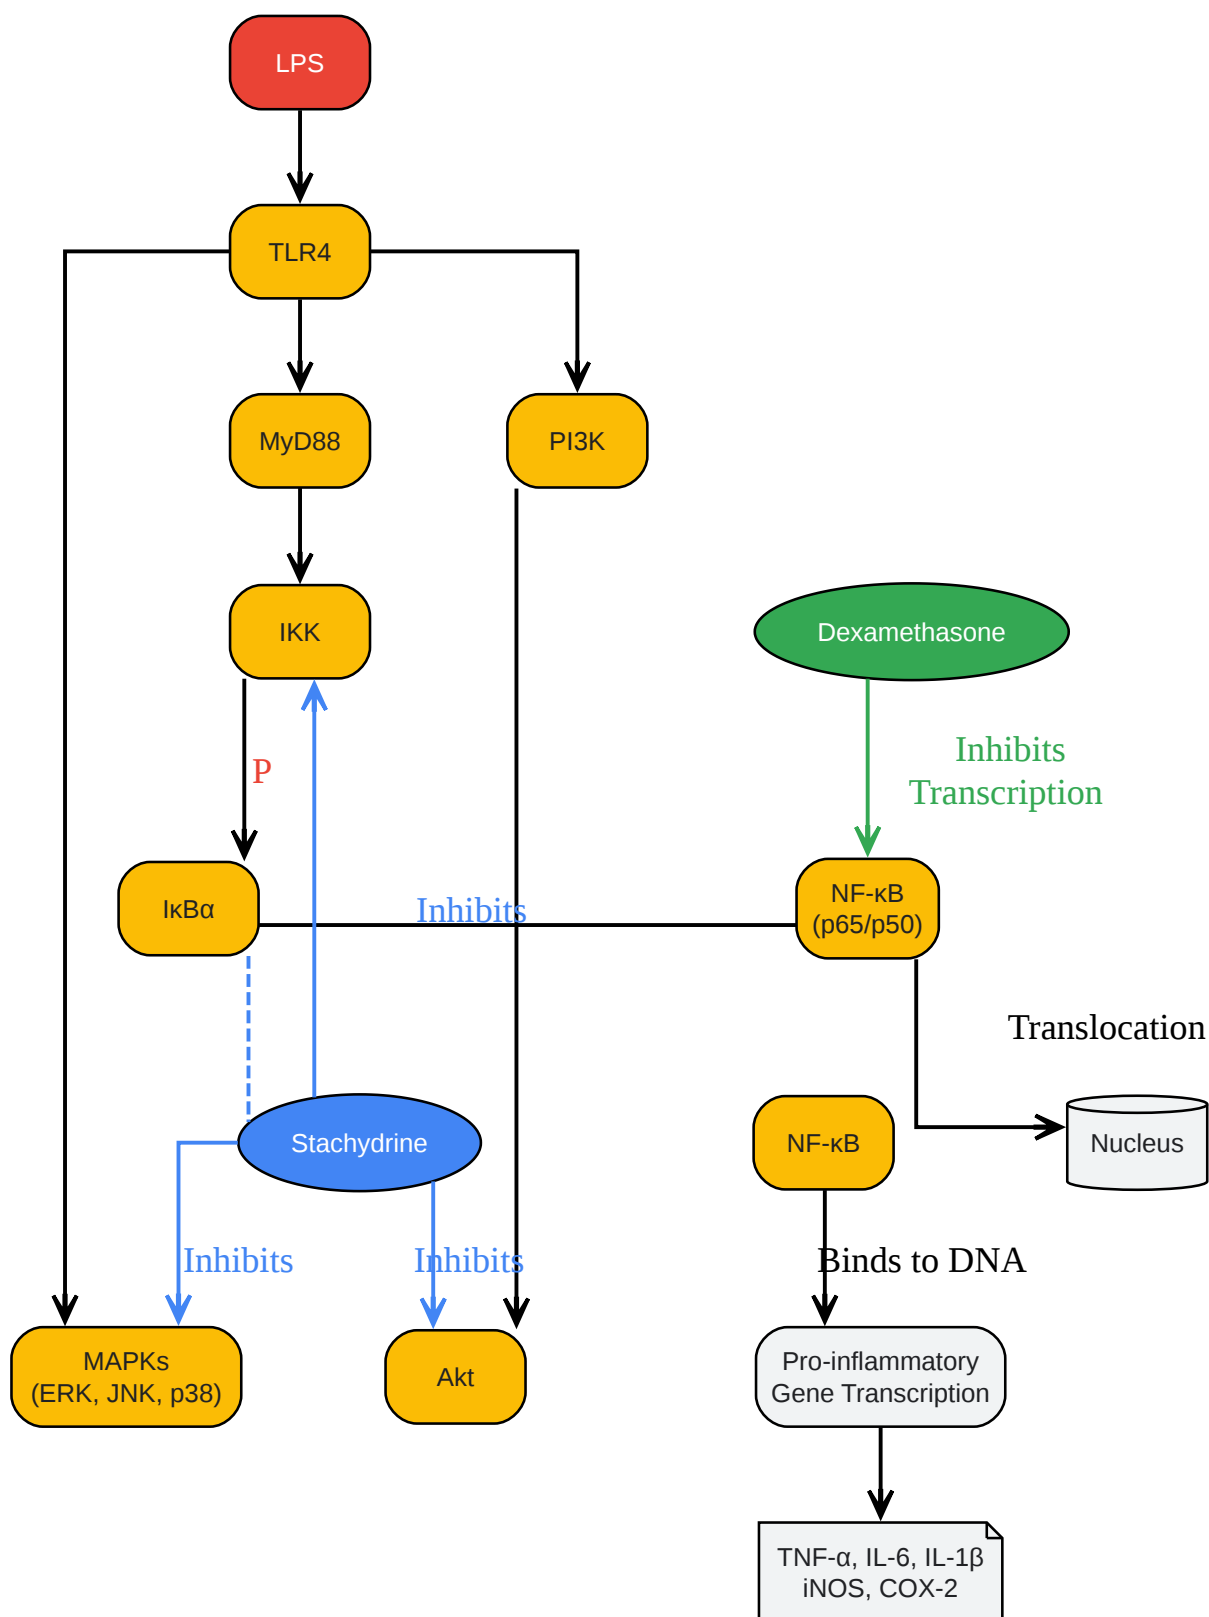 LPS
TLR4
MyD88
PI3K
IKK
Dexamethasone
Inhibits
Transcription
P
IκBα
Inhibits
NF-κB
(p65/p50)
Translocation
Stachydrine
NF-κB
Nucleus
Inhibits
Inhibits
Binds to DNA
MAPKs
(ERK, JNK, p38)
Akt
Pro-inflammatory
Gene Transcription
TNF-α, IL-6, IL-1β
iNOS, COX-2